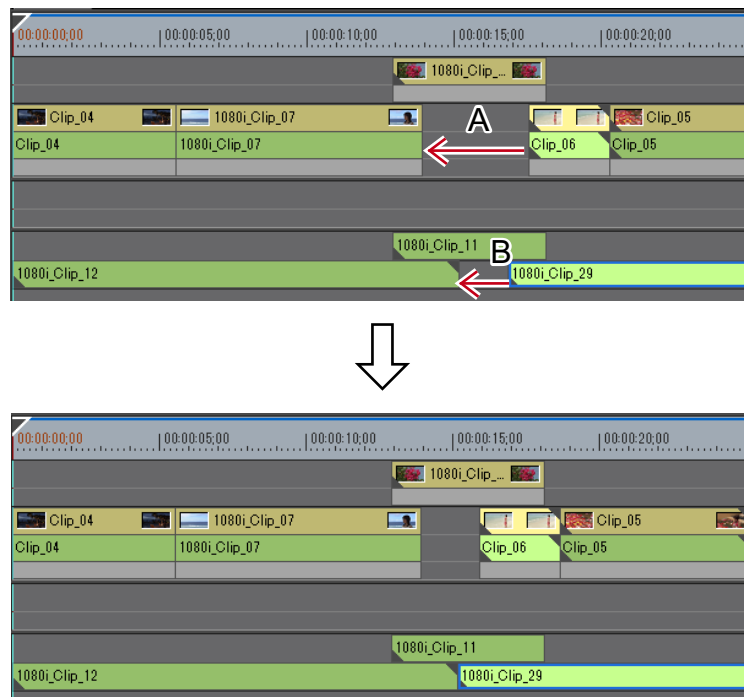 00:00:00;00 00:00:05;00 00:00:10;00 00:00:15;00 00:00:20;00
1080i_Clip_...
Clip_04 1080i_Clip_07 A Clip_05
Clip_04 1080i_Clip_07 Clip_06 Clip_05
1080i_Clip_11 B
1080i_Clip_12 1080i_Clip_29
00:00:00;00 00:00:05;00 00:00:10;00 00:00:15;00 00:00:20;00
1080i_Clip_...
Clip_04 1080i_Clip_07 Clip_05
Clip_04 1080i_Clip_07 Clip_06 Clip_05
1080i_Clip_11
1080i_Clip_12 1080i_Clip_29